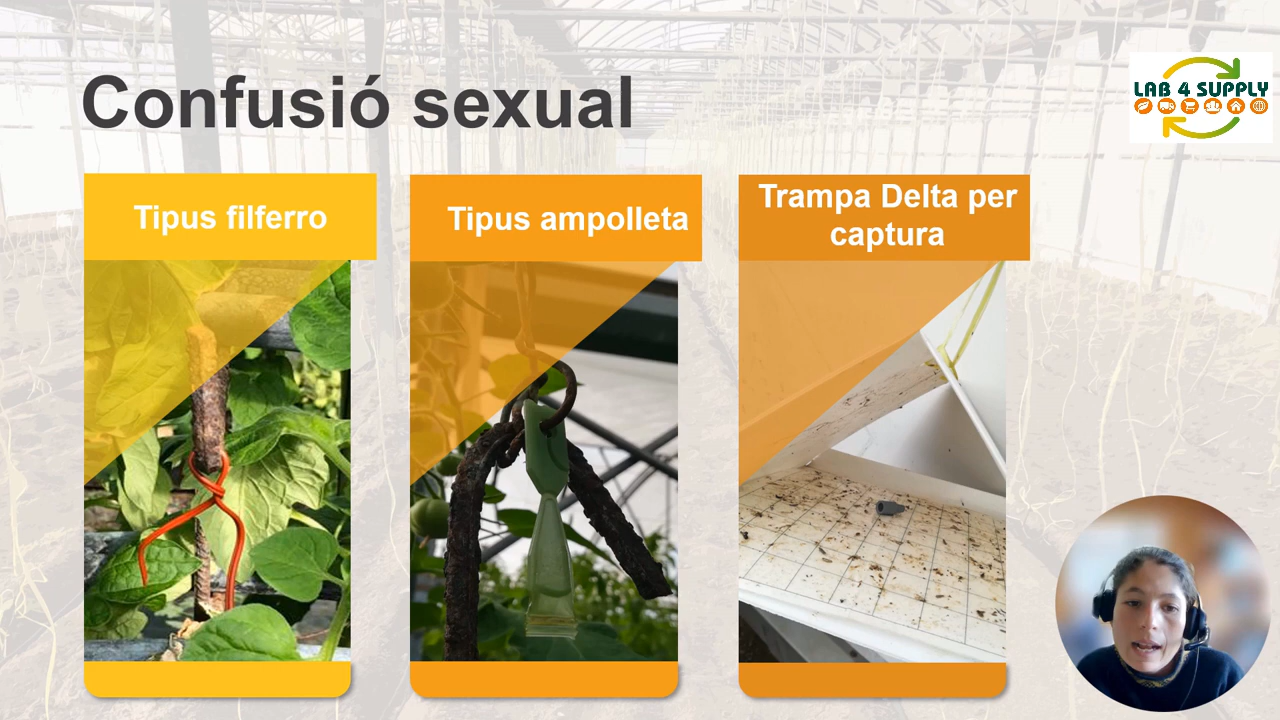 Confusió sexual
LAB 4 SUPPLY
Tipus filferro
Tipus ampolleta
Trampa Delta per
captura